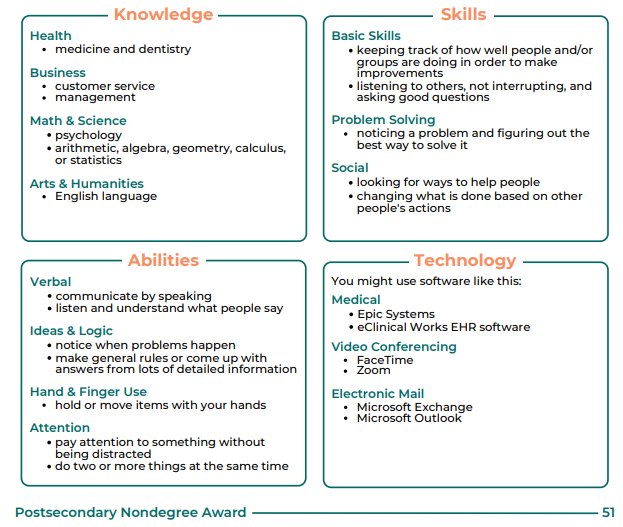 Knowledge
Health
• medicine and dentistry
Business
• customer service
• management
Math & Science
• psychology
• arithmetic, algebra, geometry, calculus,
or statistics
Arts & Humanities
• English language
Skills
Basic Skills
• keeping track of how well people and/or
groups are doing in order to make
improvements
• listening to others, not interrupting, and
asking good questions
Problem Solving
• noticing a problem and figuring out the
best way to solve it
Social
• looking for ways to help people
• changing what is done based on other
people's actions
Abilities
Verbal
• communicate by speaking
• listen and understand what people say
Ideas & Logic
• notice when problems happen
• make general rules or come up with
answers from lots of detailed information
Hand & Finger Use
• hold or move items with your hands
Attention
• pay attention to something without
being distracted
• do two or more things at the same time
Technology
You might use software like this:
Medical
• Epic Systems
• eClinical Works EHR software
Video Conferencing
• FaceTime
• Zoom
Electronic Mail
• Microsoft Exchange
• Microsoft Outlook
Postsecondary Nondegree Award 51